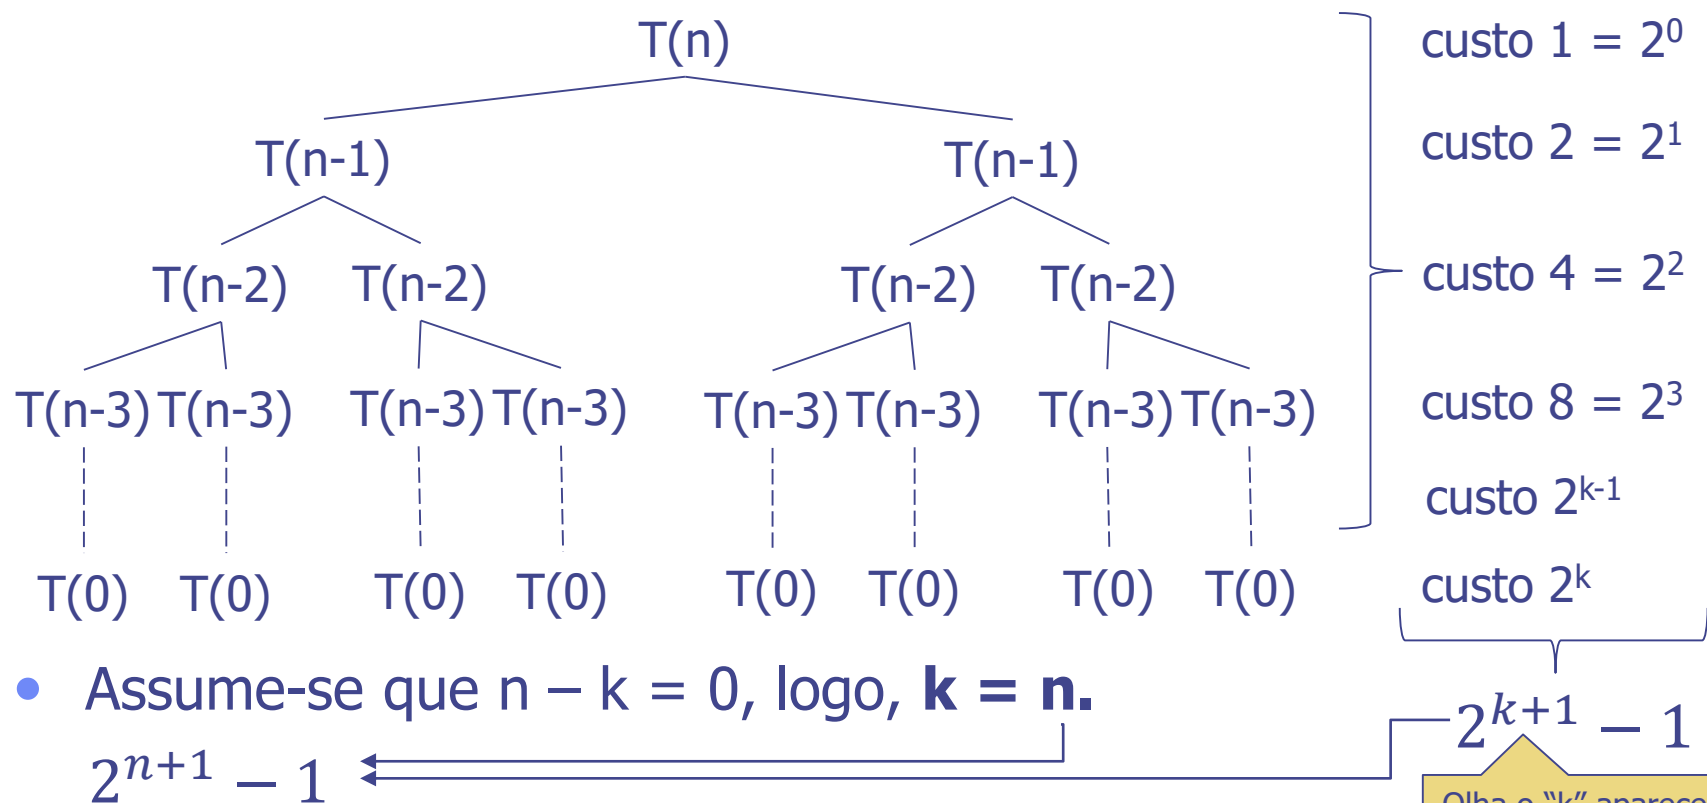 T(n) custo 1 = 2⁰
T(n-1) T(n-1) custo 2 = 2¹
T(n-2) T(n-2) T(n-2) T(n-2) custo 4 = 2²
T(n-3) T(n-3) T(n-3) T(n-3) T(n-3) T(n-3) T(n-3) T(n-3) custo 8 = 2³
custo 2ᵏ⁻¹
T(0) T(0) T(0) T(0) T(0) T(0) T(0) T(0) custo 2ᵏ
• Assume-se que n – k = 0, logo, k = n.
2ᵏ⁺¹ − 1
2ⁿ⁺¹ − 1
Olha o "k" aparece